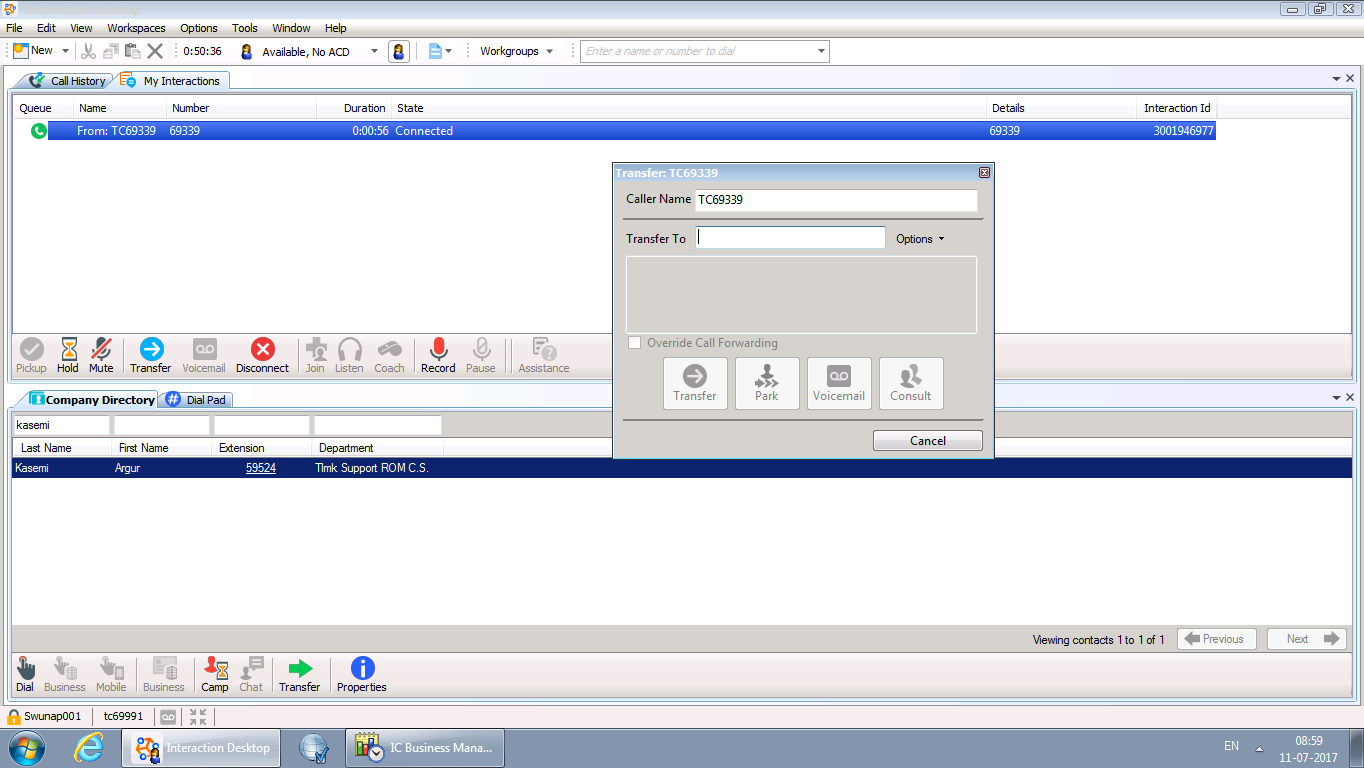 File Edit View Workspaces Options Tools Window Help
New 0:50:36 Available, No ACD Workgroups Enter a name or number to dial
Call History My Interactions
Queue Name Number Duration State Details Interaction Id
From: TC69339 69339 0:00:56 Connected 69339 3001946977
Transfer: TC69339
Caller Name TC69339
Transfer To Options
Override Call Forwarding
Transfer Park Voicemail Consult
Cancel
Pickup Hold Mute Transfer Voicemail Disconnect Join Listen Coach Record Pause Assistance
Company Directory Dial Pad
kasemi
Last Name First Name Extension Department
Kasemi Argur 59524 Tlmk Support ROM C.S.
Viewing contacts 1 to 1 of 1 Previous Next
Dial Business Mobile Business Camp Chat Transfer Properties
Swunap001 tc69991
Interaction Desktop IC Business Mana... EN 08:59
11-07-2017